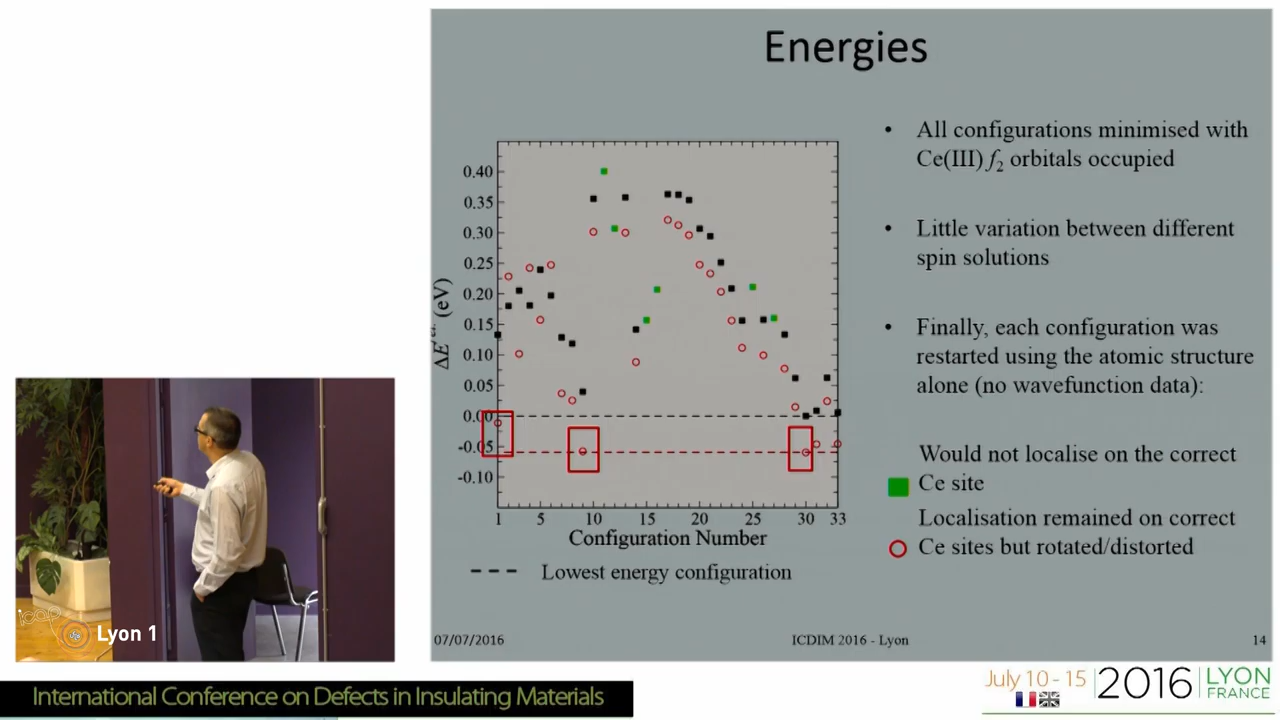 Energies
• All configurations minimised with
Ce(III) f2 orbitals occupied
• Little variation between different
spin solutions
• Finally, each configuration was
restarted using the atomic structure
alone (no wavefunction data):
Would not localise on the correct
Ce site
Localisation remained on correct
Ce sites but rotated/distorted
0.40
0.35
0.30
0.25
0.20
0.15
0.10
0.05
0.00
-0.05
-0.10
(eV)
1 5 10 15 20 25 30 33
Configuration Number
Lowest energy configuration
07/07/2016 ICDIM 2016 - Lyon 14
Lyon 1
International Conference on Defects in Insulating Materials
July 10 - 15 2016 LYON
FRANCE